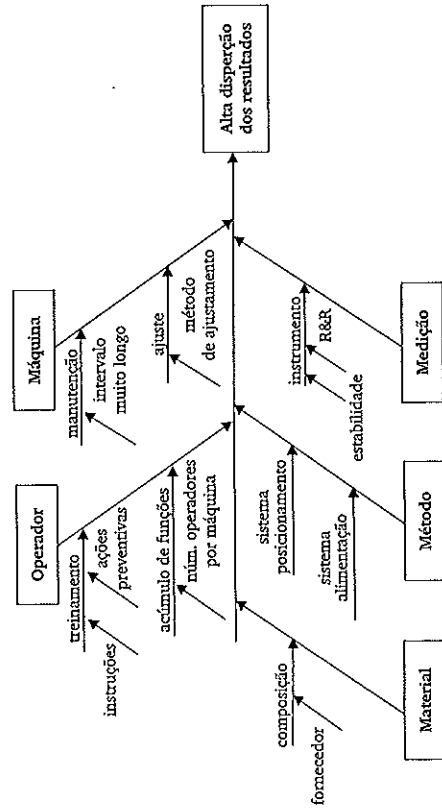 Operador
treinamento
ações
preventivas
instruções
acúmulo de funções
núm. operadores
por máquina
Máquina
manutenção
intervalo
muito longo
ajuste
método
de ajustamento
Alta disperção
dos resultados
composição
fornecedor
Material
sistema
posicionamento
sistema
alimentação
Método
instrumento
R&R
estabilidade
Medição